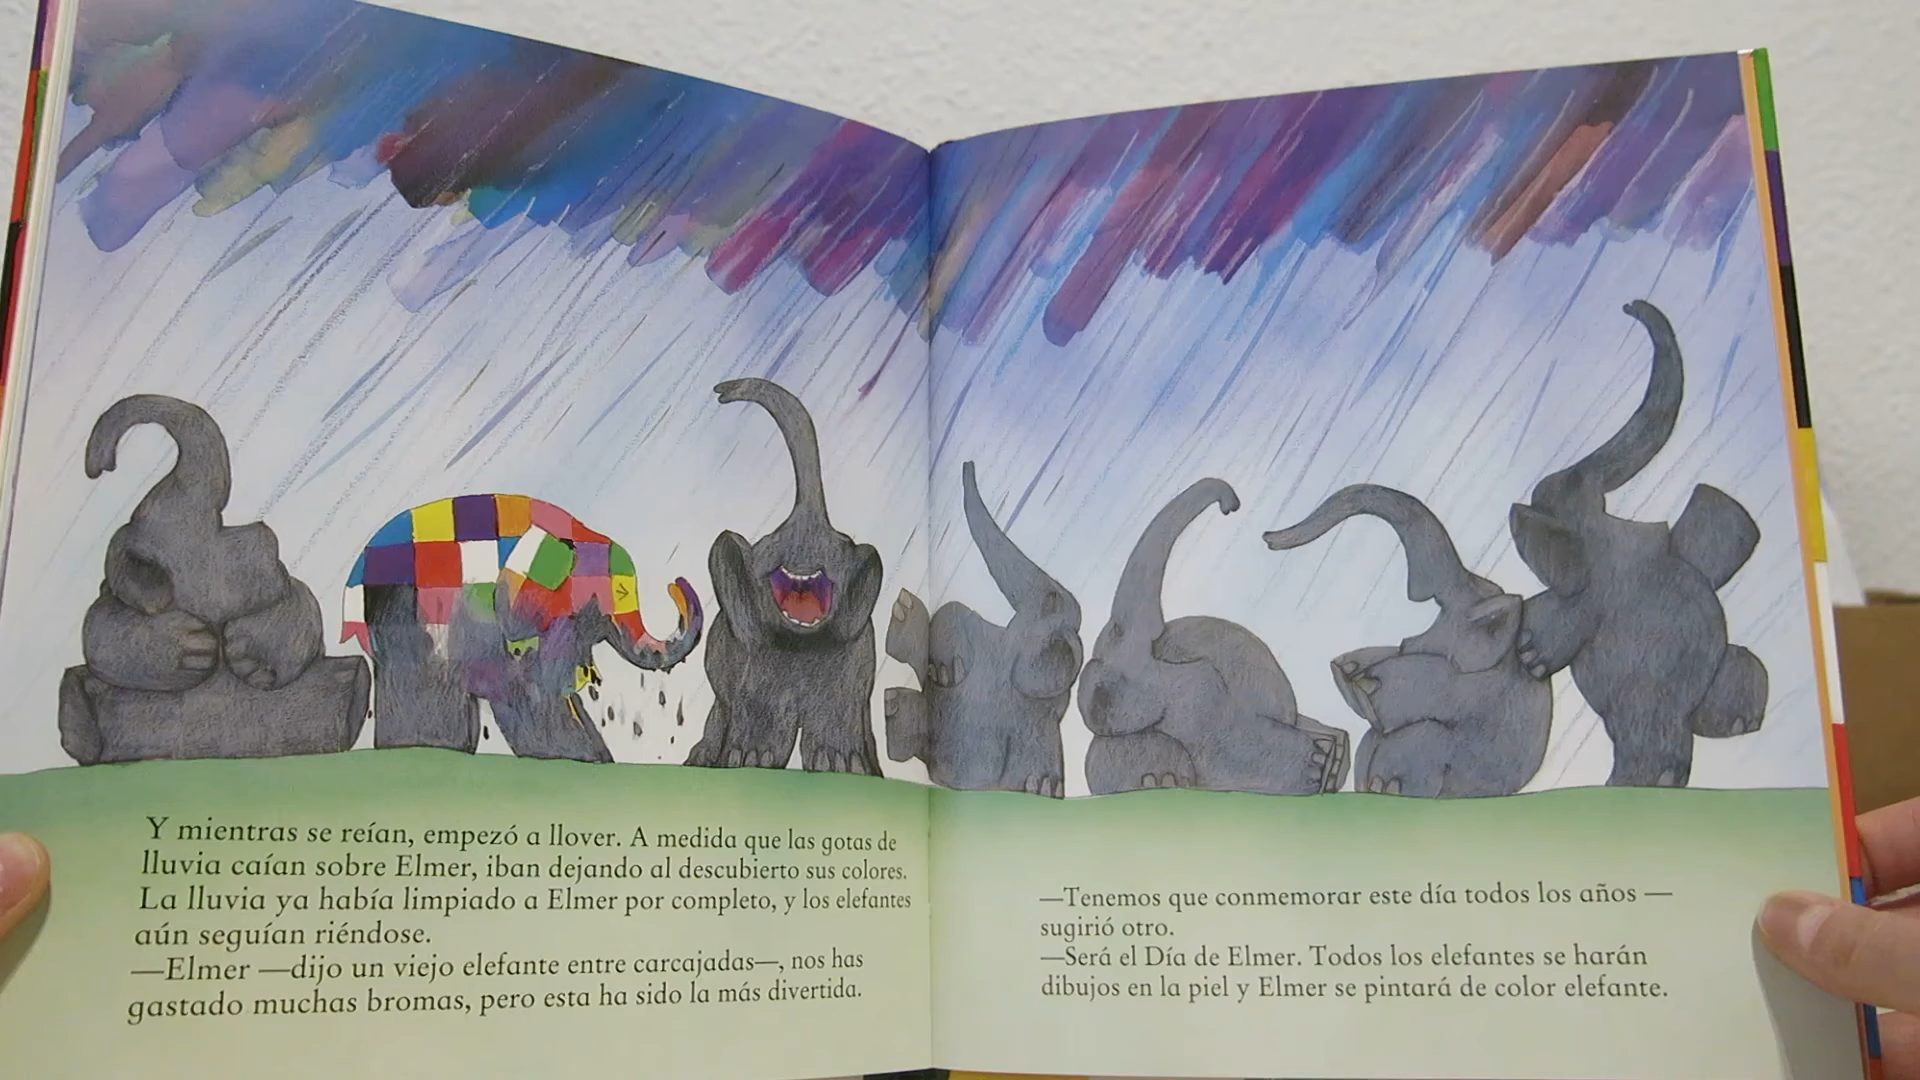 Y mientras se reían, empezó a llover. A medida que las gotas de
lluvia caían sobre Elmer, iban dejando al descubierto sus colores.
La lluvia ya había limpiado a Elmer por completo, y los elefantes
aún seguían riéndose.
—Elmer —dijo un viejo elefante entre carcajadas—, nos has
gastado muchas bromas, pero esta ha sido la más divertida.
—Tenemos que conmemorar este día todos los años —
sugirió otro.
—Será el Día de Elmer. Todos los elefantes se harán
dibujos en la piel y Elmer se pintará de color elefante.